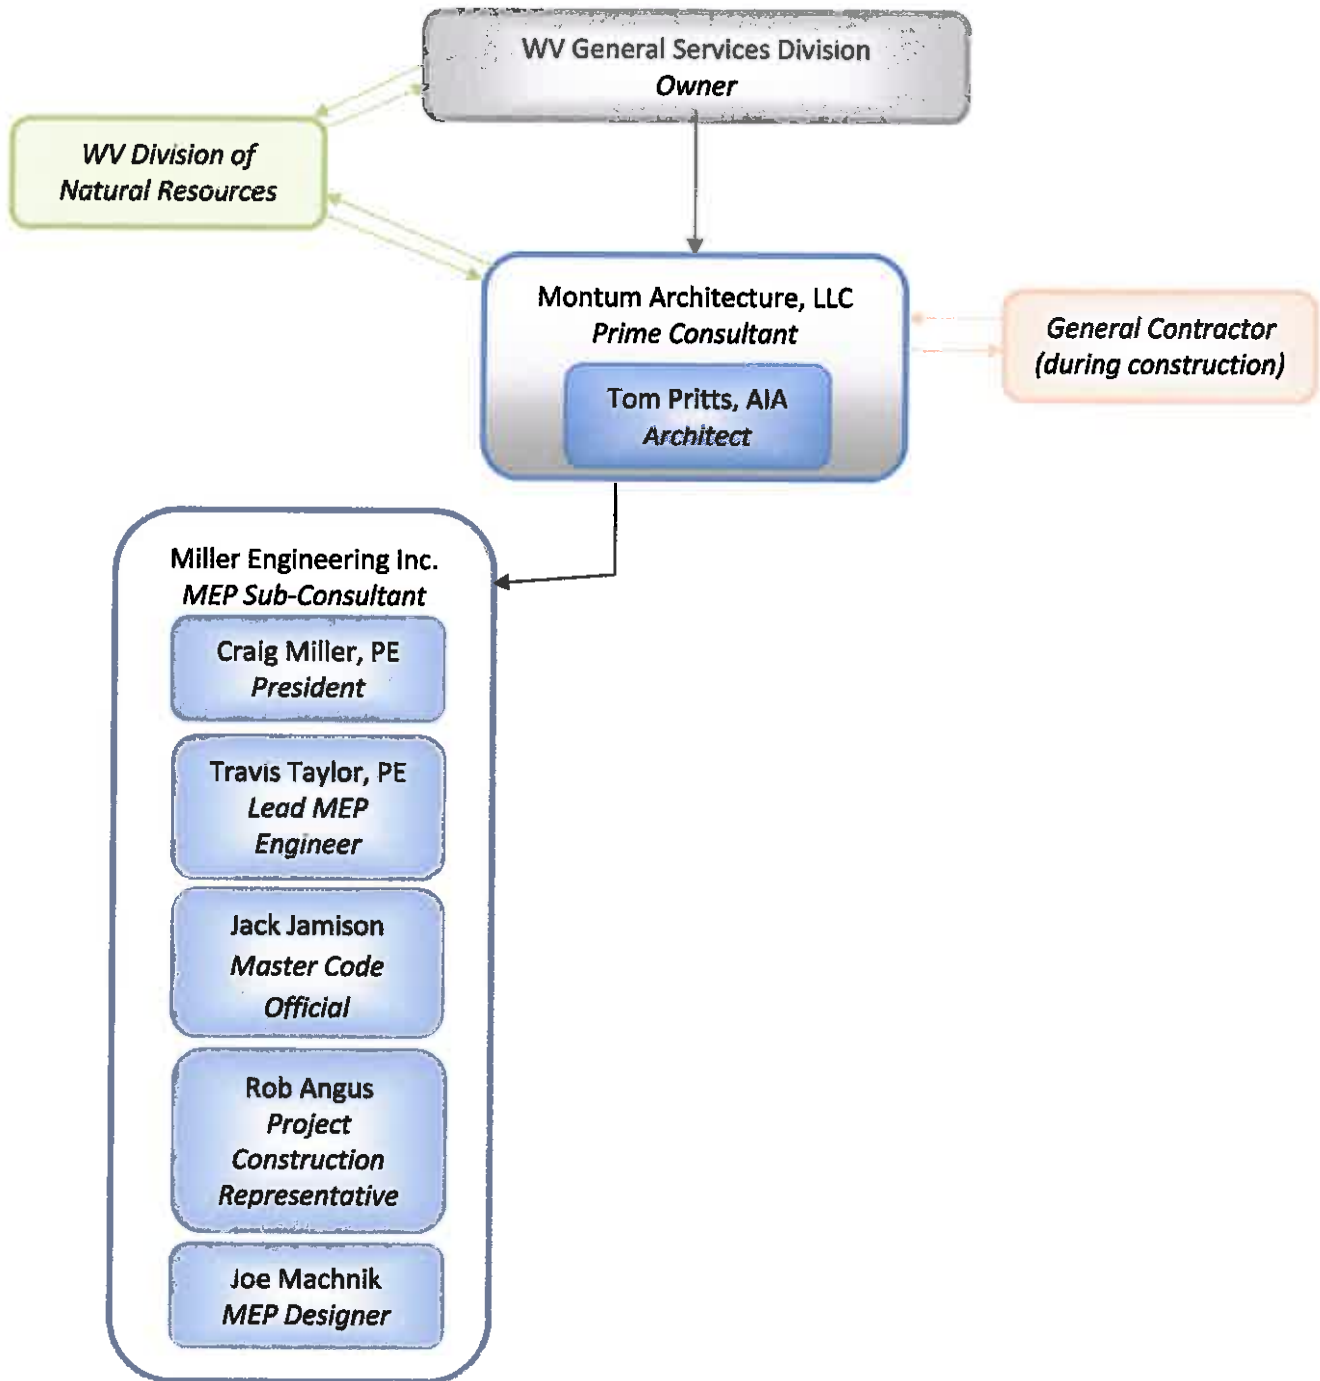 WV General Services Division
Owner
WV Division of
Natural Resources
Montum Architecture, LLC
Prime Consultant
Tom Pritts, AIA
Architect
General Contractor
(during construction)
Miller Engineering Inc.
MEP Sub-Consultant
Craig Miller, PE
President
Travis Taylor, PE
Lead MEP
Engineer
Jack Jamison
Master Code
Official
Rob Angus
Project
Construction
Representative
Joe Machnik
MEP Designer